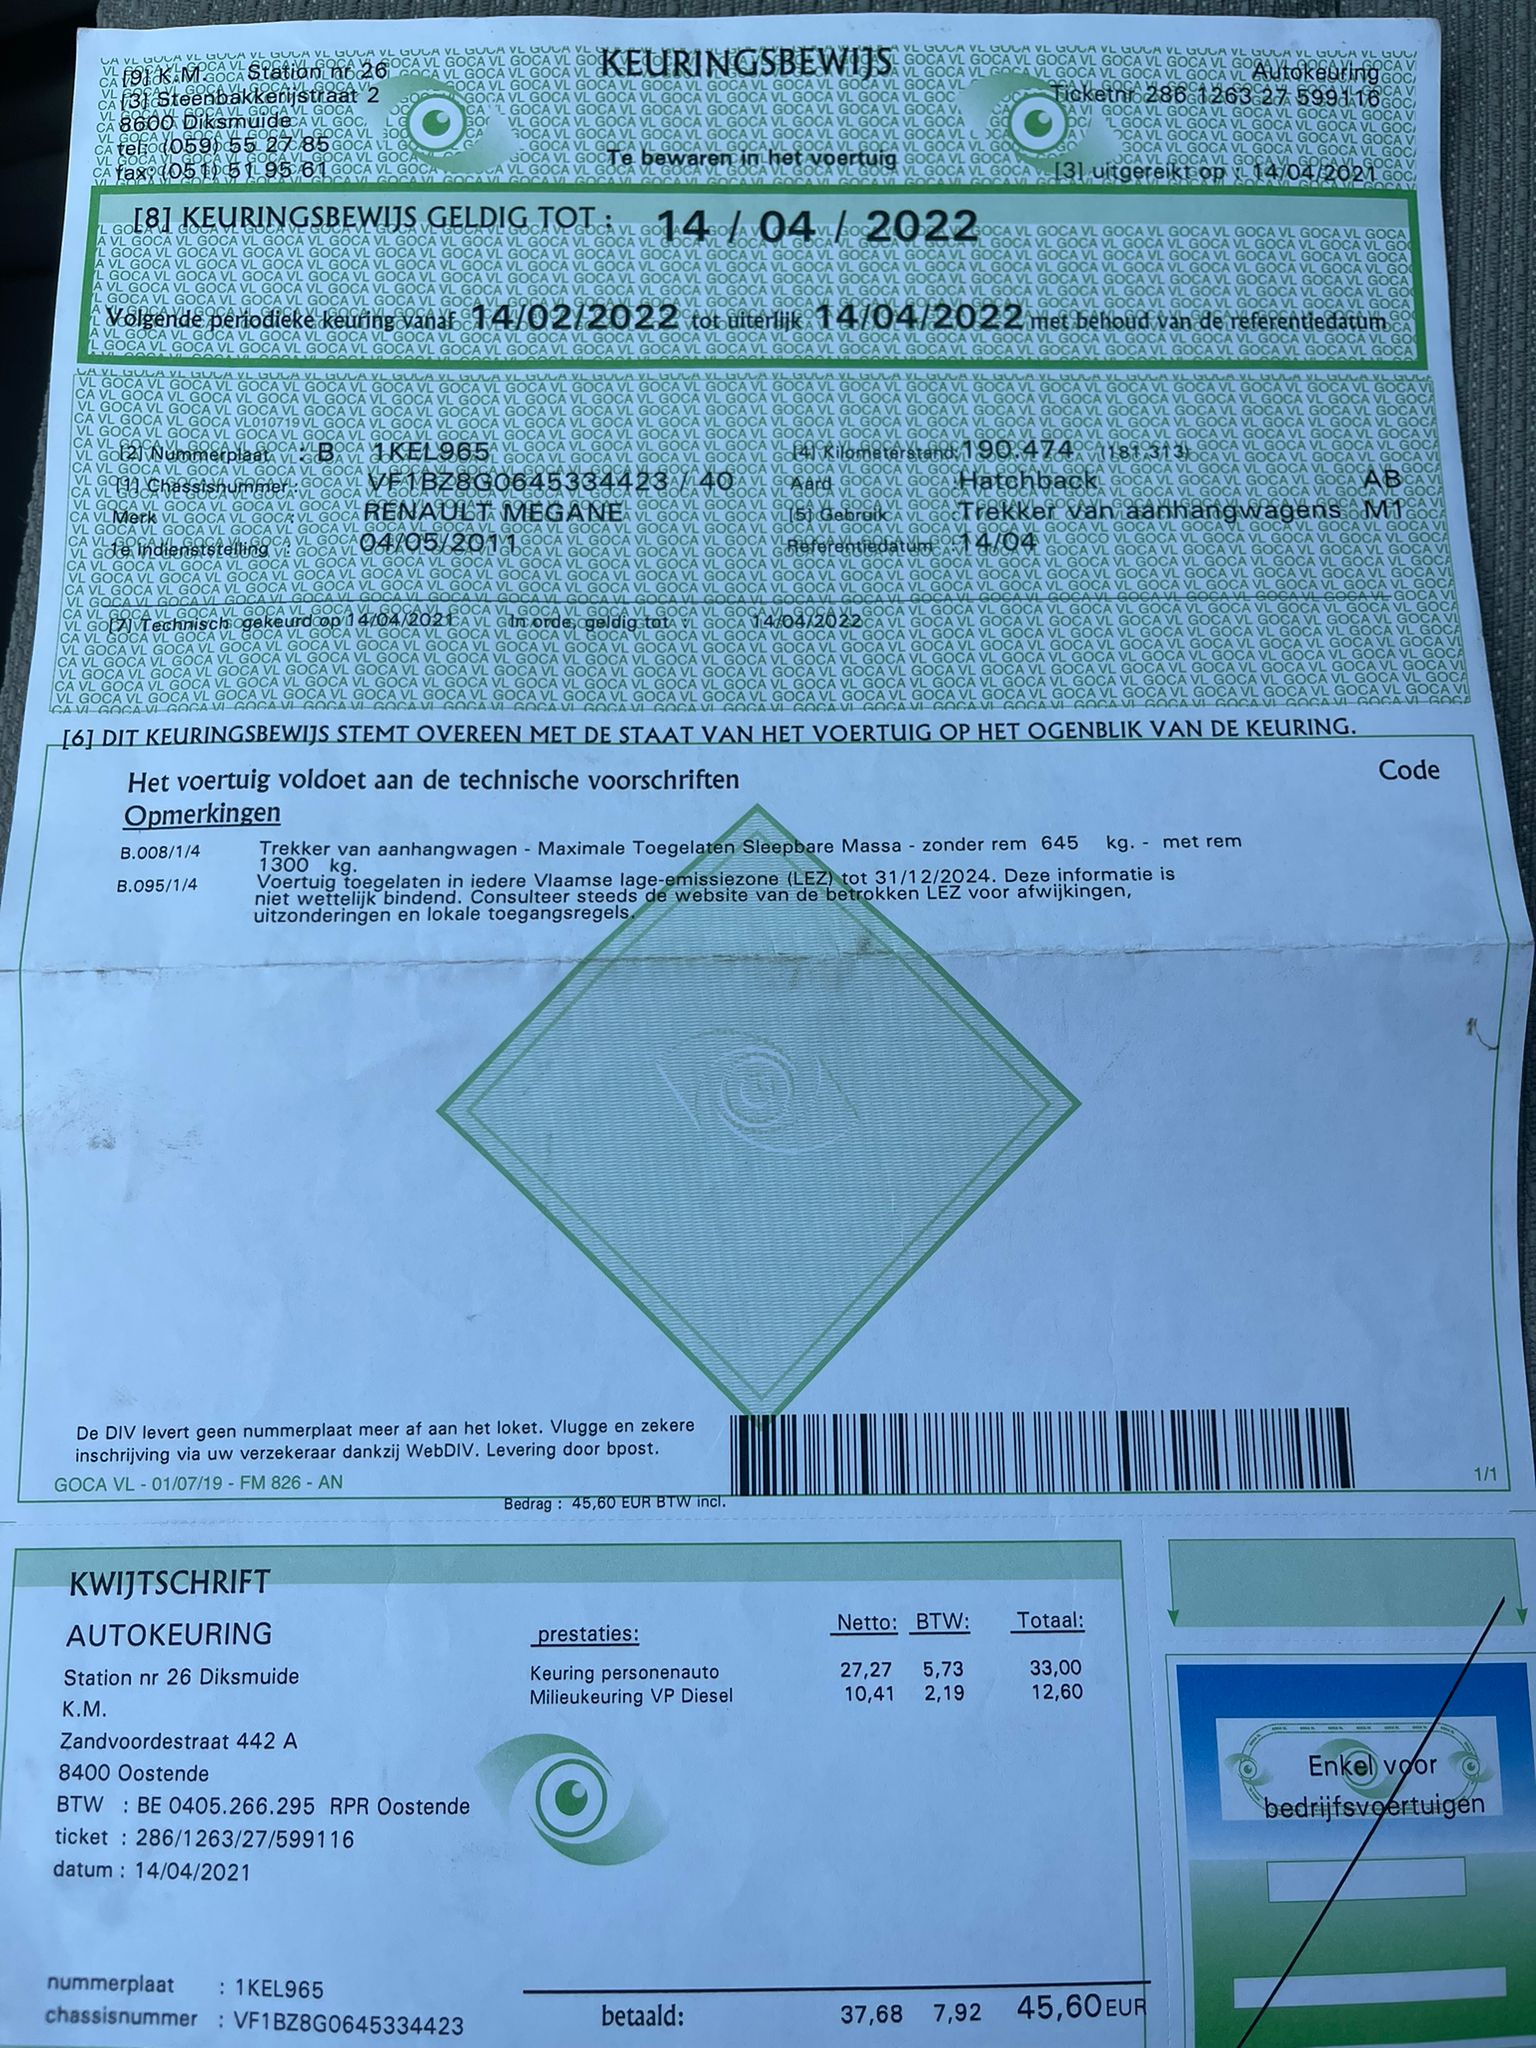 KEURINGSBEWIJS
[9] K.M. Station nr 26
[3] Steenbakkerijstraat 2
8600 Diksmuide
tel: (059) 55 27 85
fax: (051) 51 95 61
Te bewaren in het voertuig
Autokeuring
Ticketnr 286 1263 27 599116
[3] uitgereikt op : 14/04/2021
[8] KEURINGSBEWIJS GELDIG TOT : 14 / 04 / 2022
Volgende periodieke keuring vanaf 14/02/2022 tot uiterlijk 14/04/2022 met behoud van de referentiedatum
[2] Nummerplaat : B 1KEL965 [4] Kilometerstand: 190.474 (181.313)
[1] Chassisnummer : VF1BZ8G0645334423 / 40 Aard Hatchback AB
Merk : RENAULT MEGANE [5] Gebruik : Trekker van aanhangwagens M1
1e Indienststelling : 04/05/2011 Referentiedatum : 14/04
[7] Technisch gekeurd op 14/04/2021 In orde, geldig tot : 14/04/2022
[6] DIT KEURINGSBEWIJS STEMT OVEREEN MET DE STAAT VAN HET VOERTUIG OP HET OGENBLIK VAN DE KEURING.
Het voertuig voldoet aan de technische voorschriften Code
Opmerkingen
B.008/1/4 Trekker van aanhangwagen - Maximale Toegelaten Sleepbare Massa - zonder rem 645 kg. - met rem
1300 kg.
B.095/1/4 Voertuig toegelaten in iedere Vlaamse lage-emissiezone (LEZ) tot 31/12/2024. Deze informatie is
niet wettelijk bindend. Consulteer steeds de website van de betrokken LEZ voor afwijkingen,
uitzonderingen en lokale toegangsregels.
De DIV levert geen nummerplaat meer af aan het loket. Vlugge en zekere
inschrijving via uw verzekeraar dankzij WebDIV. Levering door bpost.
GOCA VL - 01/07/19 - FM 826 - AN
1/1
Bedrag : 45,60 EUR BTW incl.
KWIJTSCHRIFT
AUTOKEURING
Station nr 26 Diksmuide
K.M.
Zandvoordestraat 442 A
8400 Oostende
BTW : BE 0405.266.295 RPR Oostende
ticket : 286/1263/27/599116
datum : 14/04/2021
prestaties: Netto: BTW: Totaal:
Keuring personenauto 27,27 5,73 33,00
Milieukeuring VP Diesel 10,41 2,19 12,60
nummerplaat : 1KEL965
chassisnummer : VF1BZ8G0645334423
betaald: 37,68 7,92 45,60 EUR
Enkel voor
bedrijfsvoertuigen